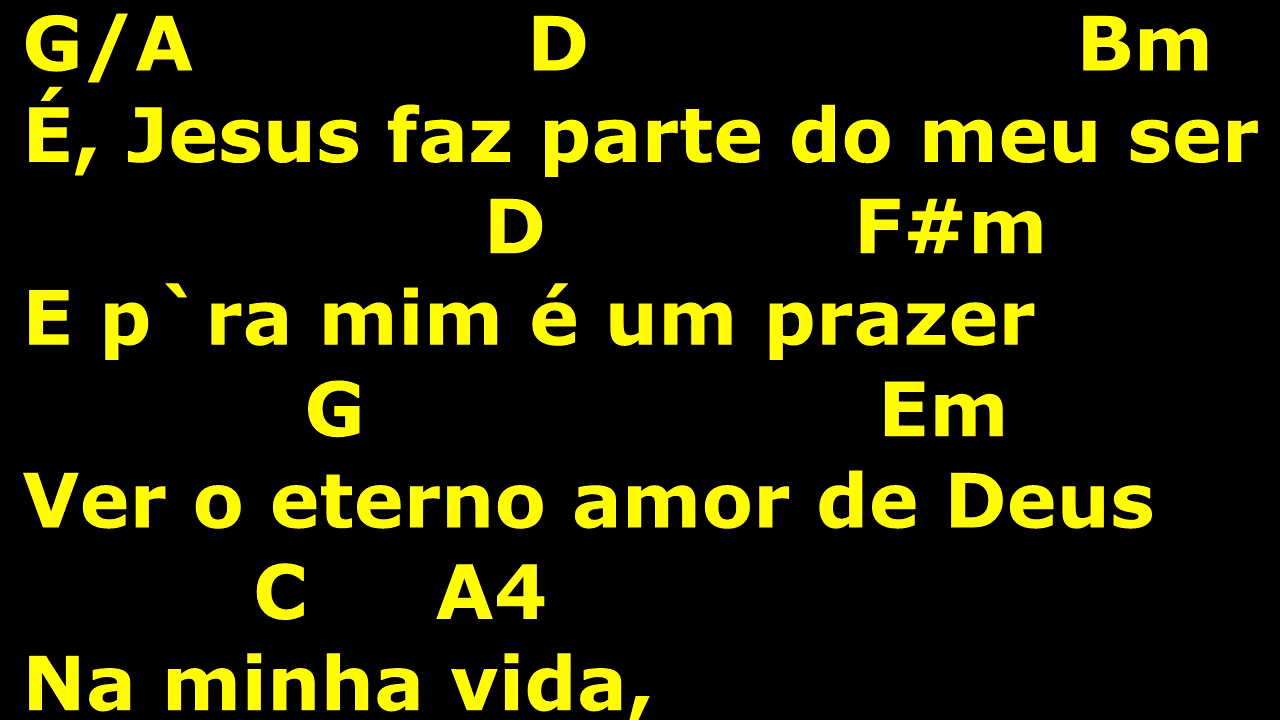 G/A D Bm
É, Jesus faz parte do meu ser
D F#m
E p`ra mim é um prazer
G Em
Ver o eterno amor de Deus
C A4
Na minha vida,